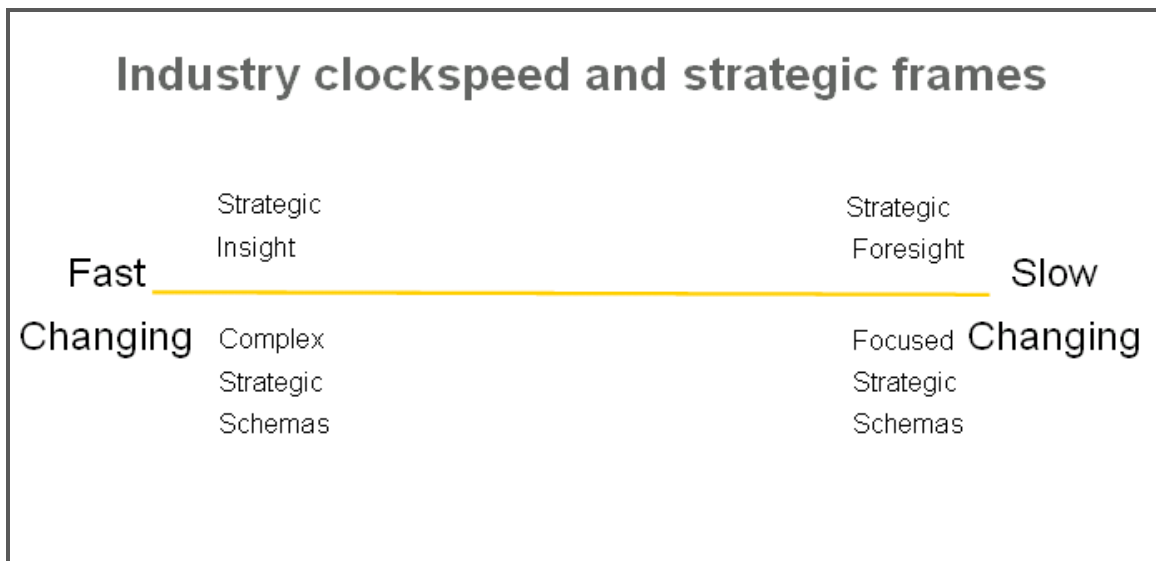 Industry clockspeed and strategic frames
Strategic
Insight
Strategic
Foresight
Fast
Changing
Slow
Changing
Complex
Strategic
Schemas
Focused
Strategic
Schemas